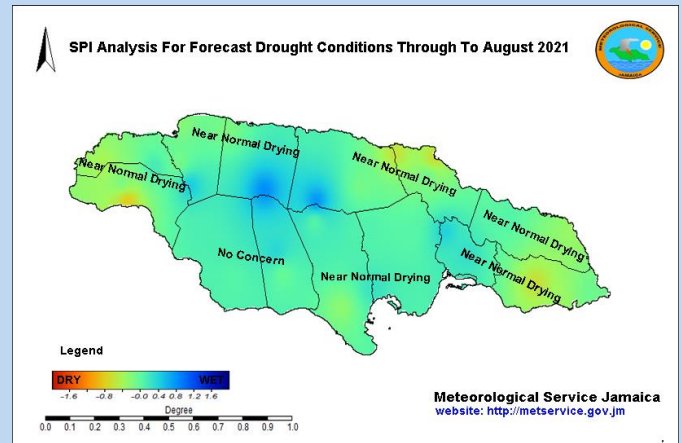 SPI Analysis For Forecast Drought Conditions Through To August 2021
METEOROLOGICAL SERVICE
JAMAICA
Near Normal Drying
Near Normal Drying
Near Normal Drying
Near Normal Drying
No Concern
Near Normal Drying
Near Normal Drying
Legend
DRY WET
-1.6 -0.8 -0.0 0.4 0.8 1.2 1.6
Degree
0.0 0.1 0.2 0.3 0.4 0.5 0.6 0.7 0.8 0.9 1.0
Meteorological Service Jamaica
website: http://metservice.gov.jm